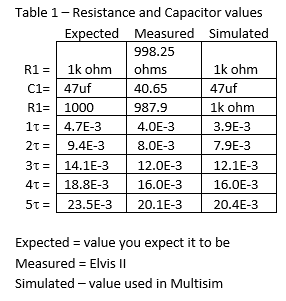 Table 1 – Resistance and Capacitor values
Expected Measured Simulated
998.25
R1 = 1k ohm ohms 1k ohm
C1= 47uf 40.65 47uf
R1= 1000 987.9 1k ohm
1τ = 4.7E-3 4.0E-3 3.9E-3
2τ = 9.4E-3 8.0E-3 7.9E-3
3τ = 14.1E-3 12.0E-3 12.1E-3
4τ = 18.8E-3 16.0E-3 16.0E-3
5τ = 23.5E-3 20.1E-3 20.4E-3
Expected = value you expect it to be
Measured = Elvis II
Simulated – value used in Multisim